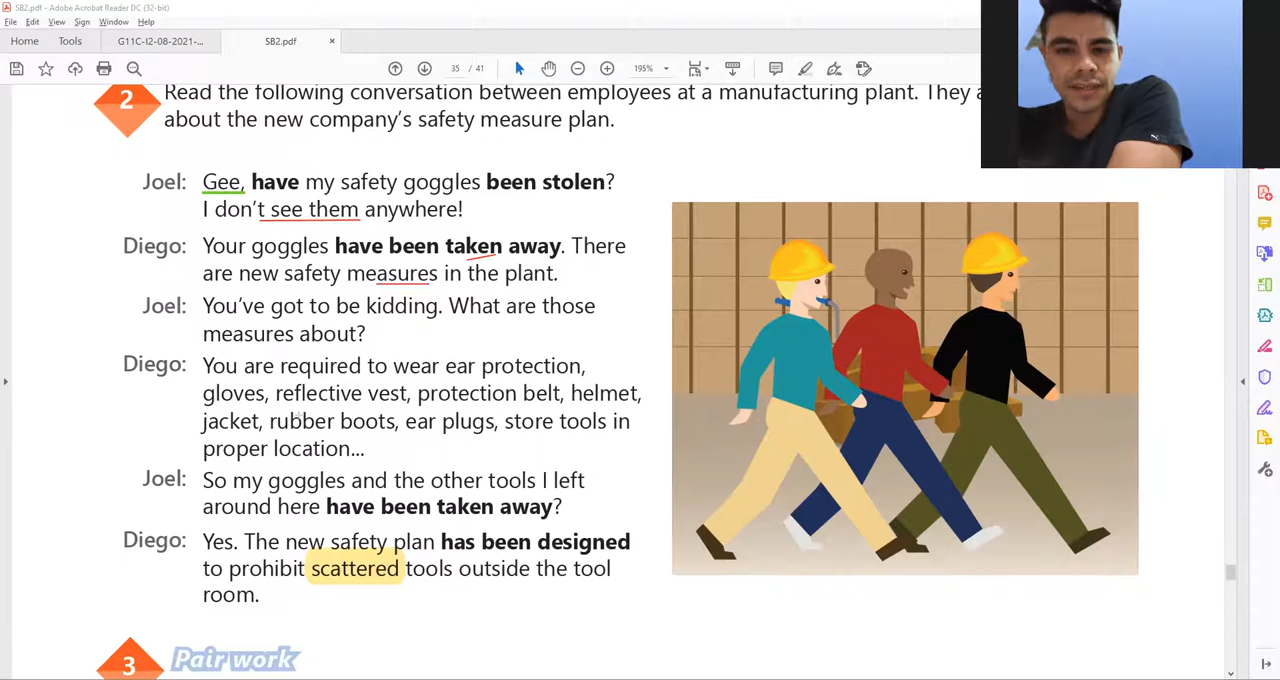 SB2.pdf - Adobe Acrobat Reader DC (32-bit)
File Edit View Sign Window Help
Home Tools G11C-I2-08-2021-... SB2.pdf ×
35 / 41 195%
2 Read the following conversation between employees at a manufacturing plant. They a
about the new company's safety measure plan.
Joel: Gee, have my safety goggles been stolen?
I don't see them anywhere!
Diego: Your goggles have been taken away. There
are new safety measures in the plant.
Joel: You've got to be kidding. What are those
measures about?
Diego: You are required to wear ear protection,
gloves, reflective vest, protection belt, helmet,
jacket, rubber boots, ear plugs, store tools in
proper location...
Joel: So my goggles and the other tools I left
around here have been taken away?
Diego: Yes. The new safety plan has been designed
to prohibit scattered tools outside the tool
room.
3 Pair work